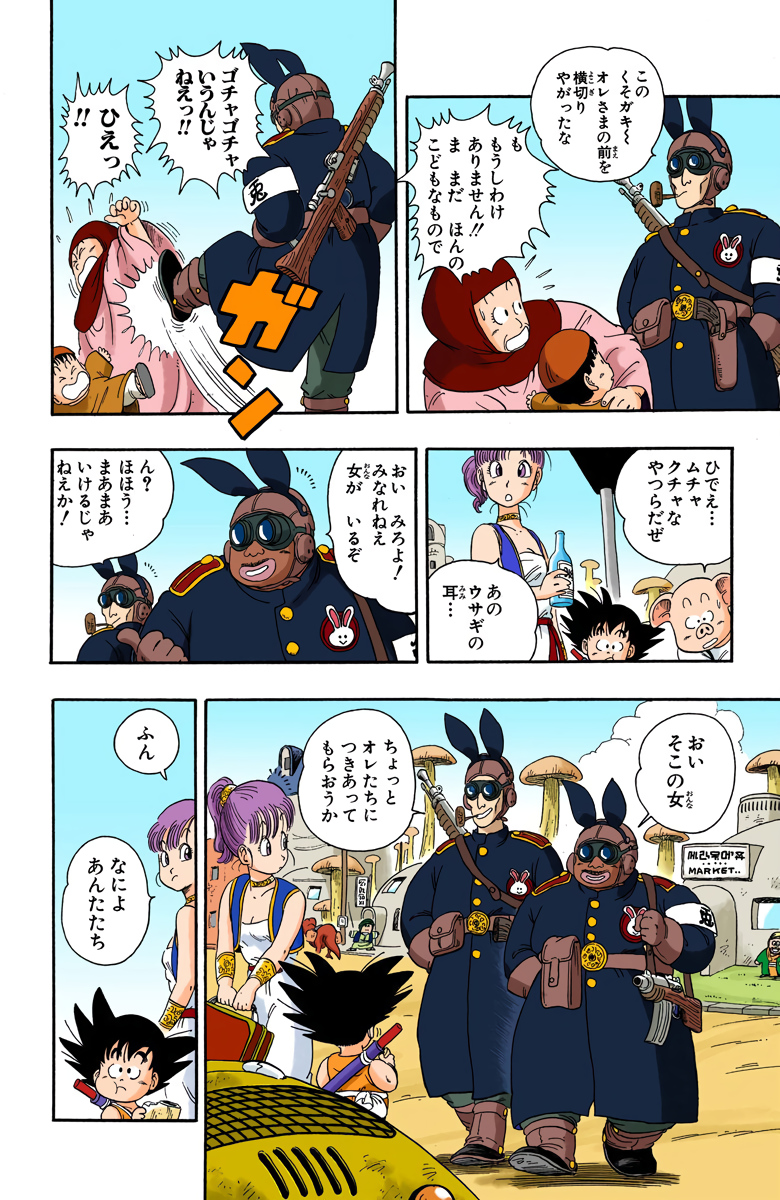 この
くそガキ〜
オレさまの前を
横切り
やがったな
も
もうしわけ
ありません!!
ま まだ ほんの
こどもなもので
ゴチャゴチャ
いうんじゃ
ねえっ!!
ひえっ
!!
ガン
兎
ひでえ…
ムチャ
クチャな
やつらだぜ
あの
ウサギの
耳…
おい みろよ!
みなれねえ
女が いるぞ
ん?
ほほう…
まあまあ
いけるじゃ
ねえか!
おい
そこの女
ちょっと
オレたちに
つきあって
もらおうか
MARKET..
兎
ふん
なによ
あんたたち